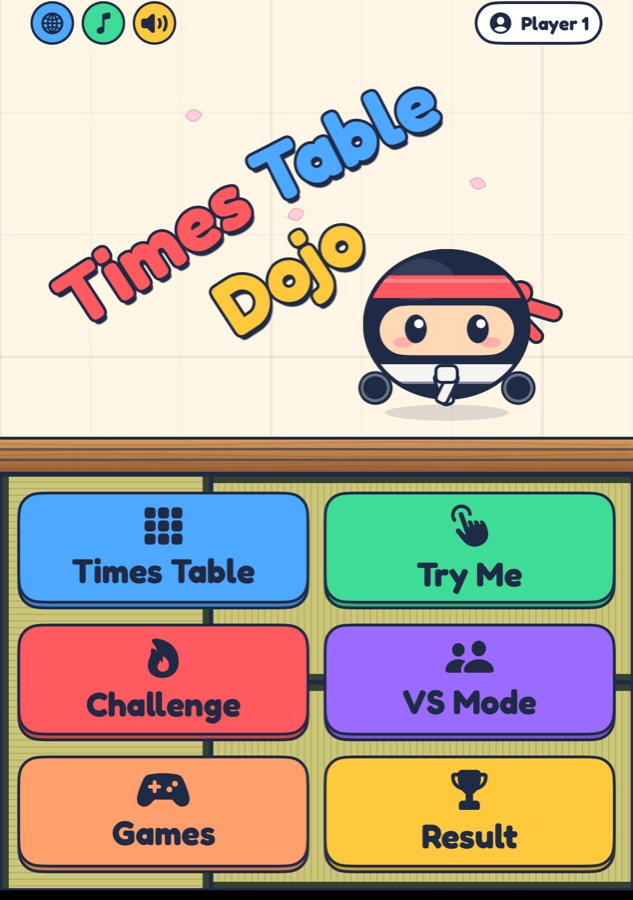 Player 1
Times Table
Dojo
Times Table
Try Me
Challenge
VS Mode
Games
Result